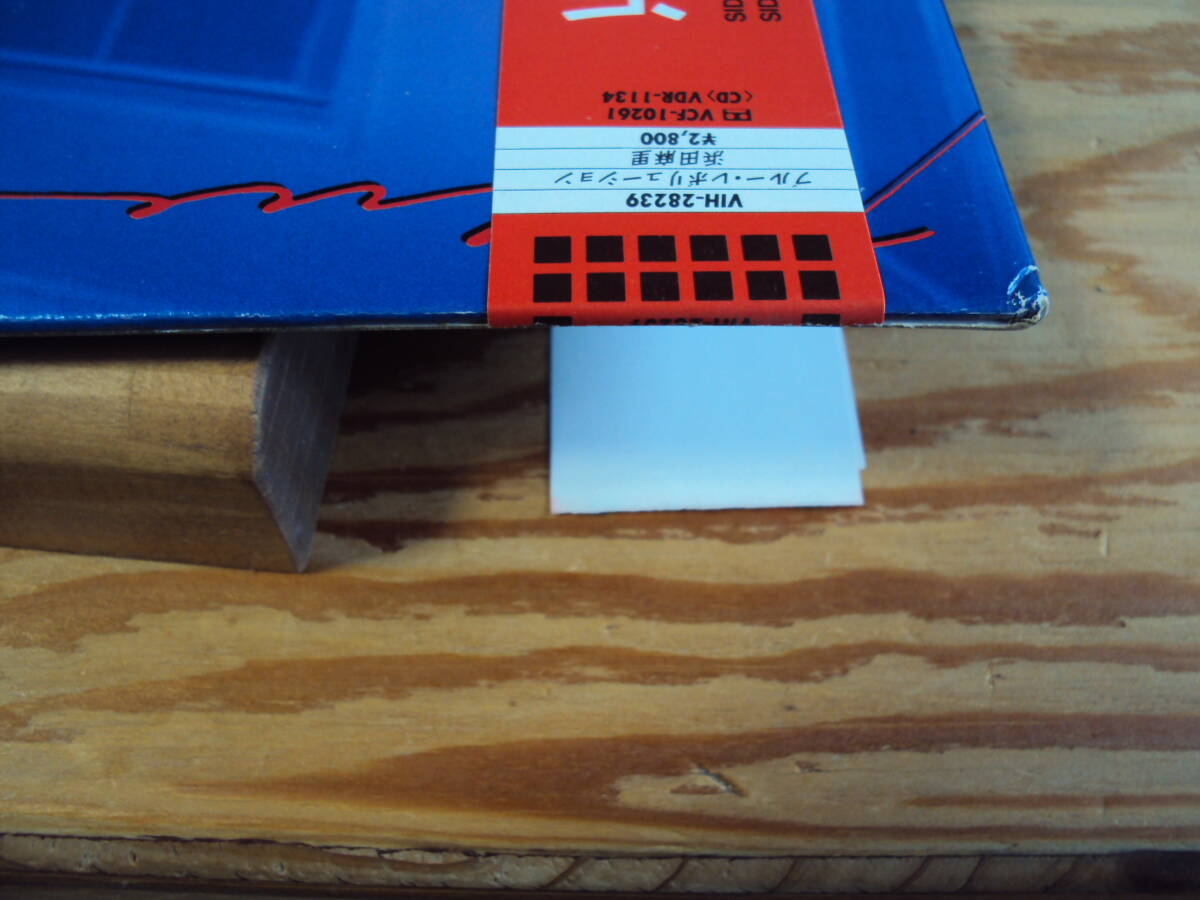 SID
SID
VIH-28239
ブルー・レボリューション
浜田麻里
¥2,800
VCF-10261
〈CD〉VDR-1134